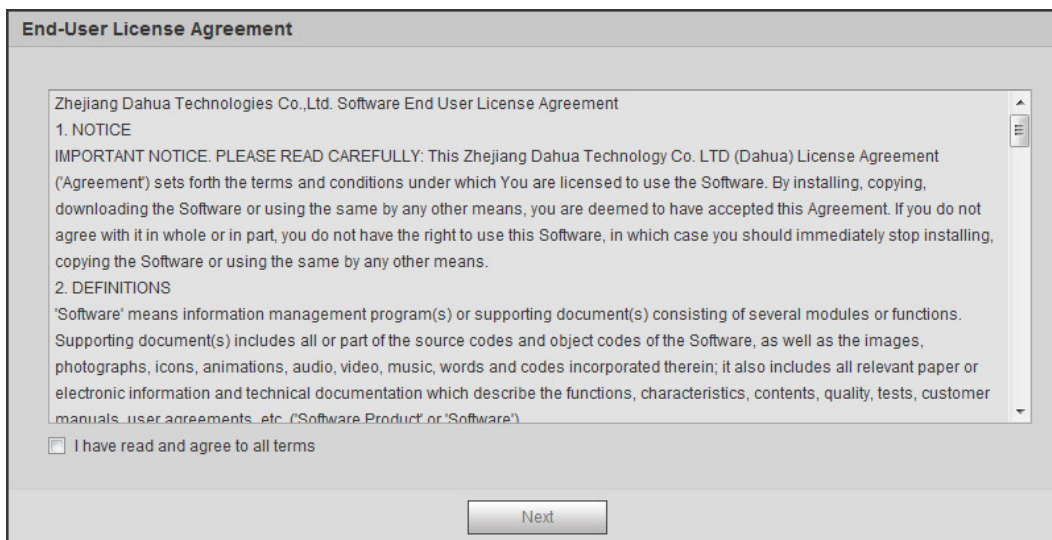 End-User License Agreement
Zhejiang Dahua Technologies Co.,Ltd. Software End User License Agreement
1. NOTICE
IMPORTANT NOTICE. PLEASE READ CAREFULLY: This Zhejiang Dahua Technology Co. LTD (Dahua) License Agreement
('Agreement') sets forth the terms and conditions under which You are licensed to use the Software. By installing, copying,
downloading the Software or using the same by any other means, you are deemed to have accepted this Agreement. If you do not
agree with it in whole or in part, you do not have the right to use this Software, in which case you should immediately stop installing,
copying the Software or using the same by any other means.
2. DEFINITIONS
'Software' means information management program(s) or supporting document(s) consisting of several modules or functions.
Supporting document(s) includes all or part of the source codes and object codes of the Software, as well as the images,
photographs, icons, animations, audio, video, music, words and codes incorporated therein; it also includes all relevant paper or
electronic information and technical documentation which describe the functions, characteristics, contents, quality, tests, customer
manuals, user agreements, etc. ('Software Product' or 'Software')
I have read and agree to all terms
Next